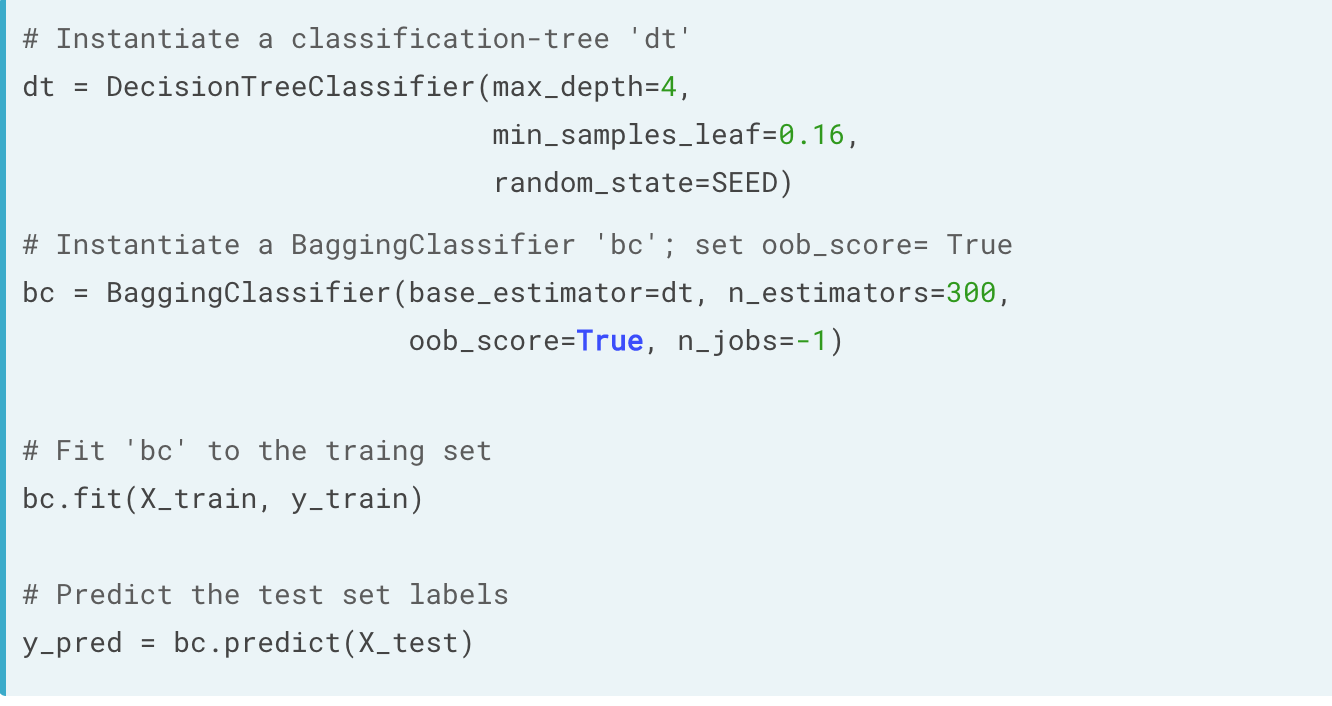 # Instantiate a classification-tree 'dt'
dt = DecisionTreeClassifier(max_depth=4,
                            min_samples_leaf=0.16,
                            random_state=SEED)
# Instantiate a BaggingClassifier 'bc'; set oob_score= True
bc = BaggingClassifier(base_estimator=dt, n_estimators=300,
                       oob_score=True, n_jobs=-1)
# Fit 'bc' to the traing set
bc.fit(X_train, y_train)
# Predict the test set labels
y_pred = bc.predict(X_test)